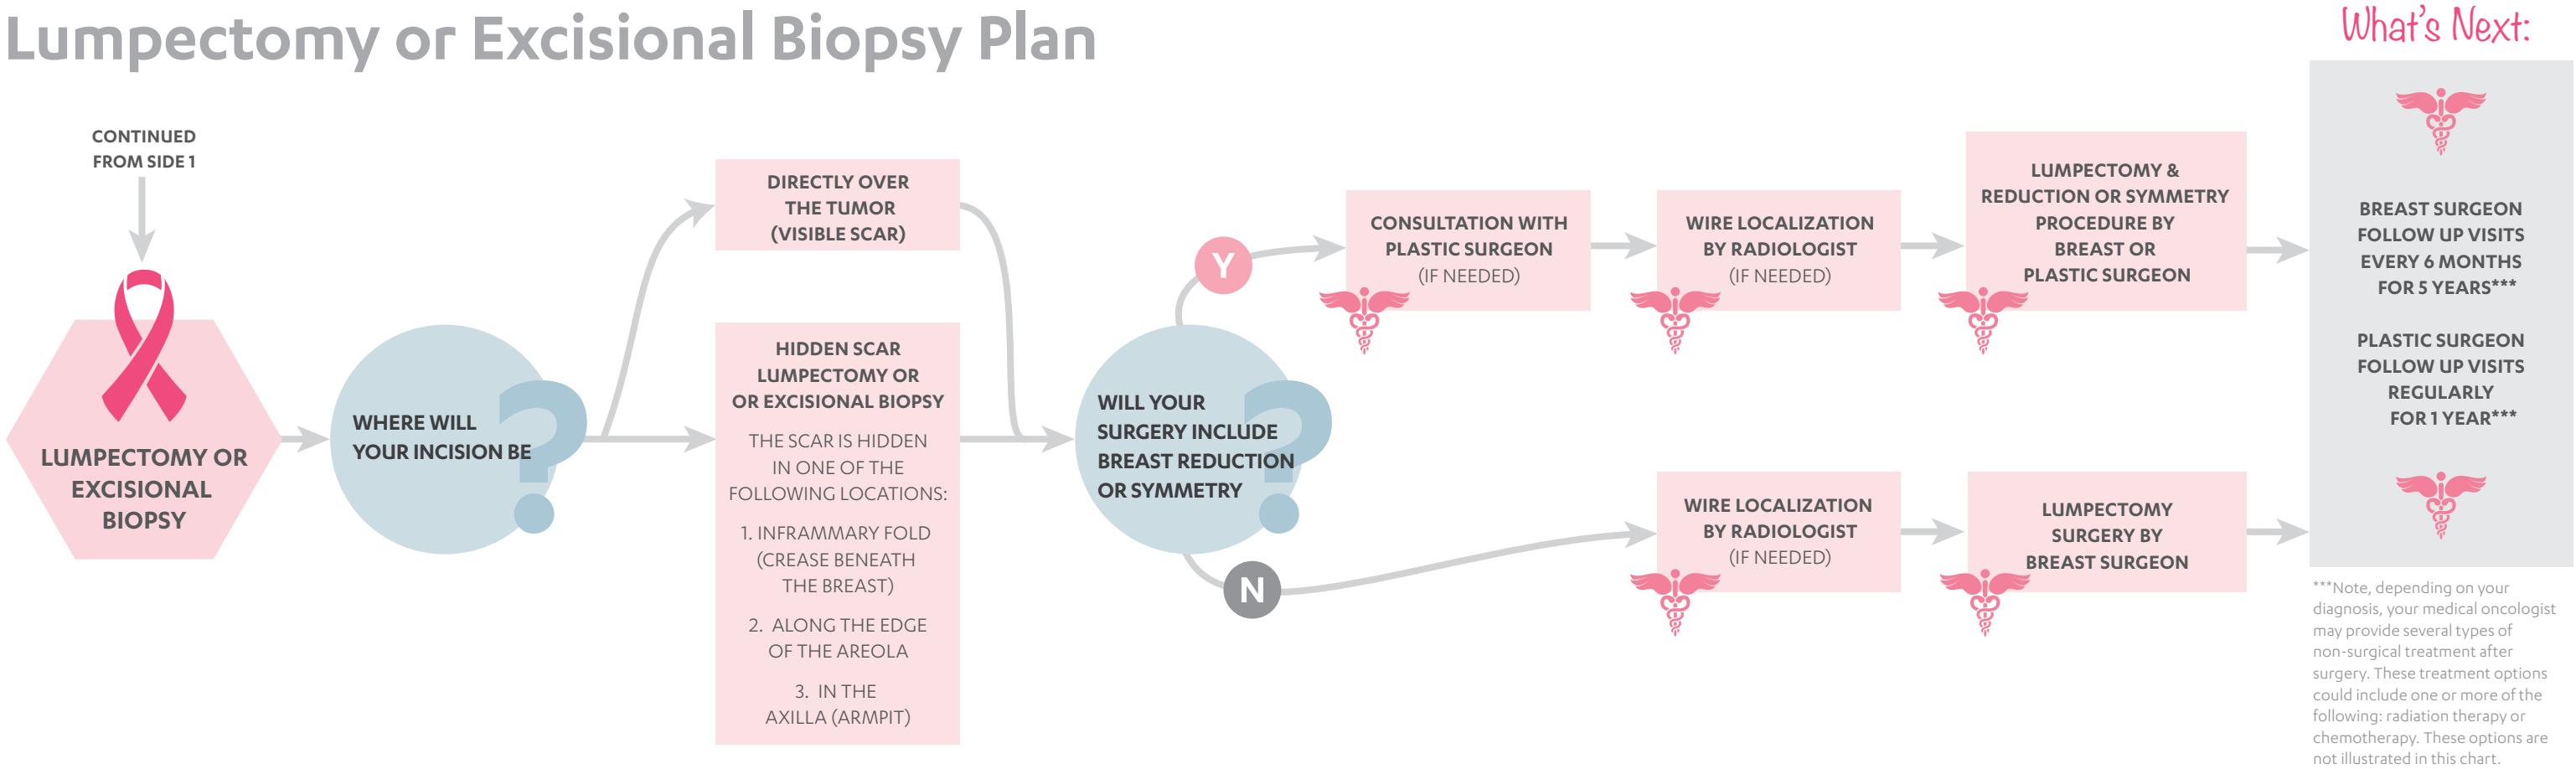 Lumpectomy or Excisional Biopsy Plan
What's Next:
CONTINUED
FROM SIDE 1
LUMPECTOMY OR
EXCISIONAL
BIOPSY
WHERE WILL
YOUR INCISION BE
?
DIRECTLY OVER
THE TUMOR
(VISIBLE SCAR)
HIDDEN SCAR
LUMPECTOMY OR
OR EXCISIONAL BIOPSY
THE SCAR IS HIDDEN
IN ONE OF THE
FOLLOWING LOCATIONS:
1. INFRAMMARY FOLD
(CREASE BENEATH
THE BREAST)
2. ALONG THE EDGE
OF THE AREOLA
3. IN THE
AXILLA (ARMPIT)
WILL YOUR
SURGERY INCLUDE
BREAST REDUCTION
OR SYMMETRY
?
Y
CONSULTATION WITH
PLASTIC SURGEON
(IF NEEDED)
WIRE LOCALIZATION
BY RADIOLOGIST
(IF NEEDED)
LUMPECTOMY &
REDUCTION OR SYMMETRY
PROCEDURE BY
BREAST OR
PLASTIC SURGEON
N
WIRE LOCALIZATION
BY RADIOLOGIST
(IF NEEDED)
LUMPECTOMY
SURGERY BY
BREAST SURGEON
BREAST SURGEON
FOLLOW UP VISITS
EVERY 6 MONTHS
FOR 5 YEARS***
PLASTIC SURGEON
FOLLOW UP VISITS
REGULARLY
FOR 1 YEAR***
***Note, depending on your
diagnosis, your medical oncologist
may provide several types of
non-surgical treatment after
surgery. These treatment options
could include one or more of the
following: radiation therapy or
chemotherapy. These options are
not illustrated in this chart.